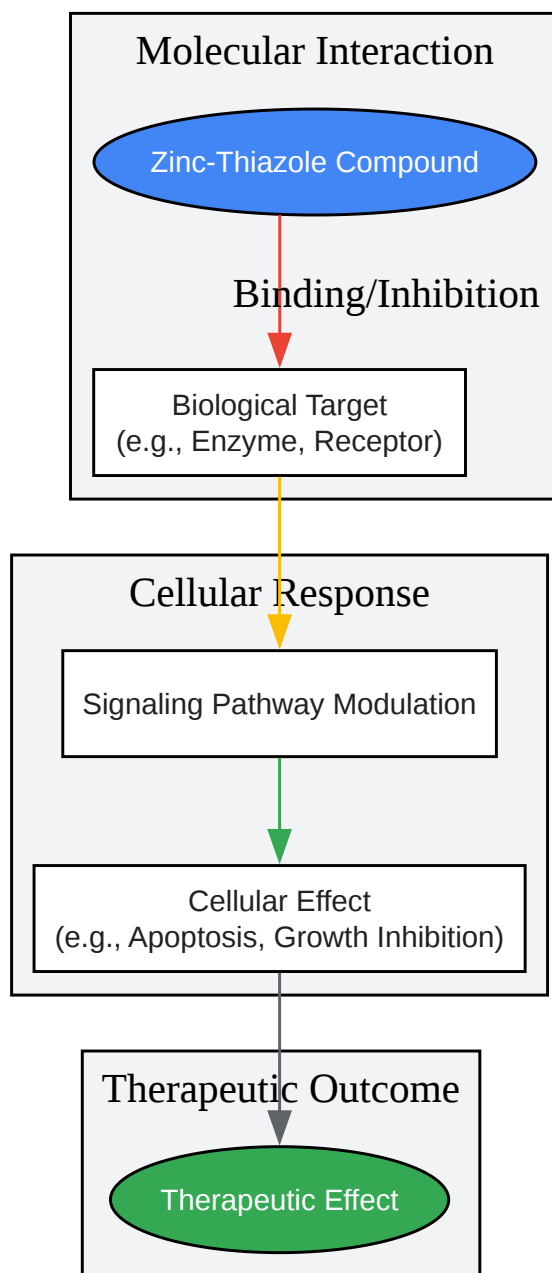 Molecular Interaction
Zinc-Thiazole Compound
Binding/Inhibition
Biological Target
(e.g., Enzyme, Receptor)
Cellular Response
Signaling Pathway Modulation
Cellular Effect
(e.g., Apoptosis, Growth Inhibition)
Therapeutic Outcome
Therapeutic Effect